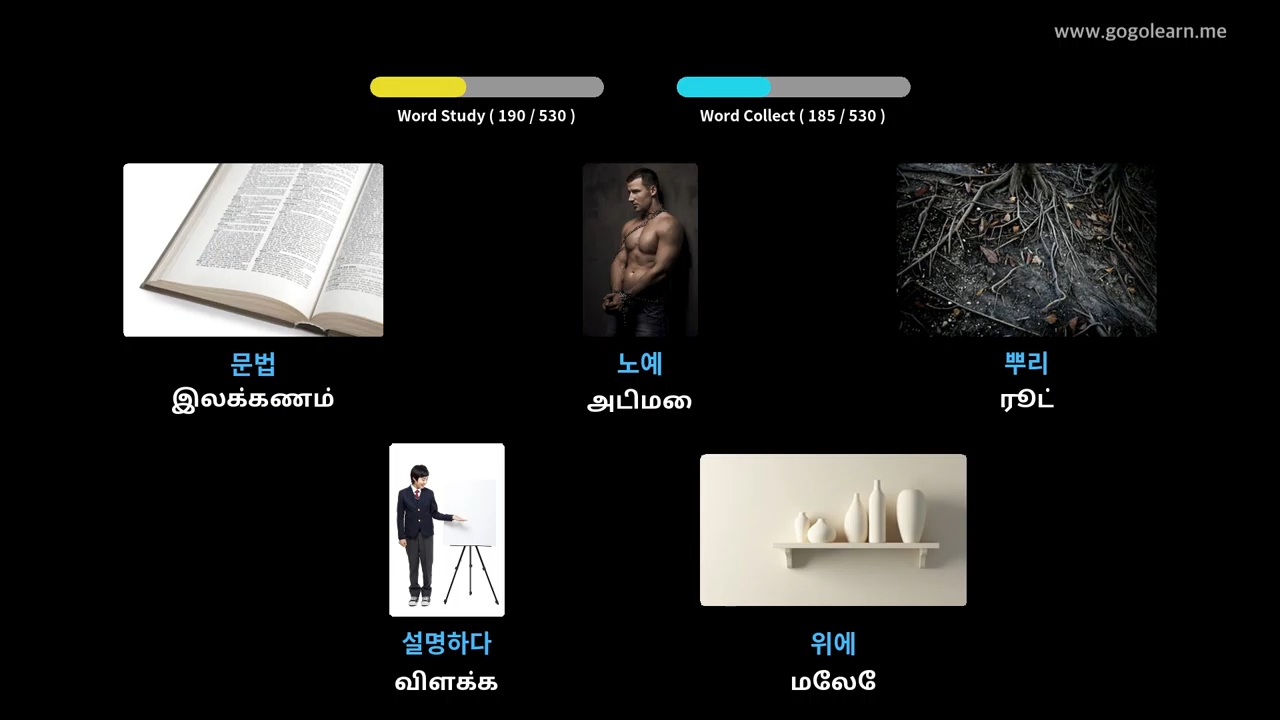 www.gogolearn.me
Word Study ( 190 / 530 )
Word Collect ( 185 / 530 )
문법
노예
뿌리
இலக்கணம்
அடிமை
ரூட்
설명하다
위에
விளக்க
மேலே